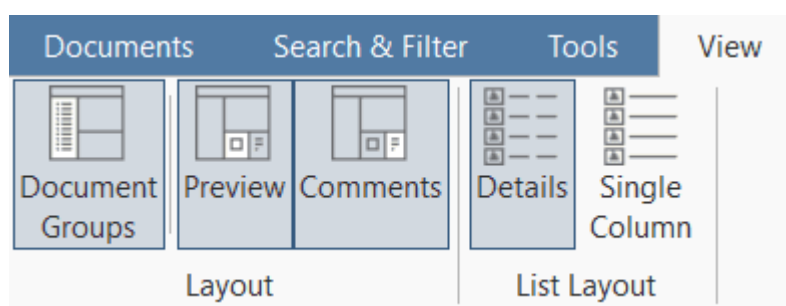 Documents Search & Filter Tools View
Document Groups Preview Comments Details Single Column
Layout List Layout